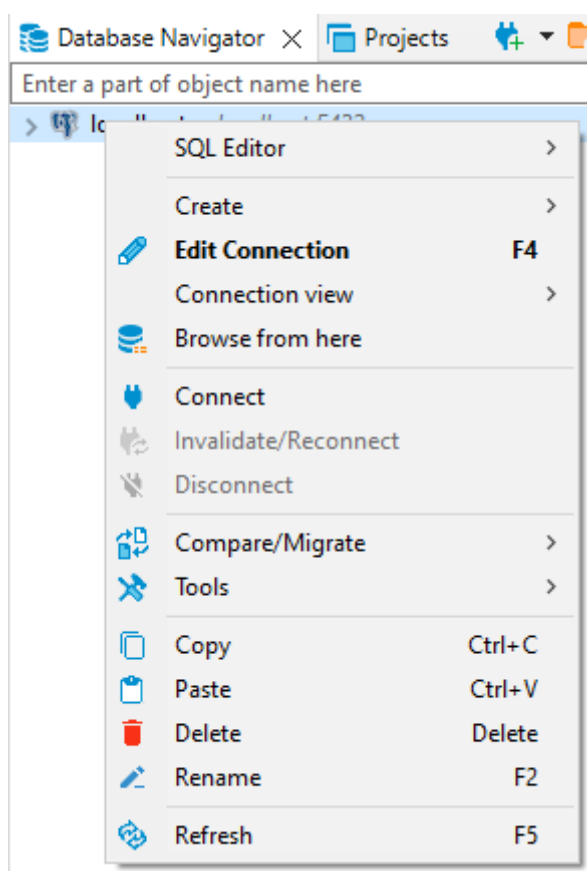 Database Navigator
Projects
Enter a part of object name here
SQL Editor
Create
Edit Connection F4
Connection view
Browse from here
Connect
Invalidate/Reconnect
Disconnect
Compare/Migrate
Tools
Copy Ctrl+C
Paste Ctrl+V
Delete Delete
Rename F2
Refresh F5